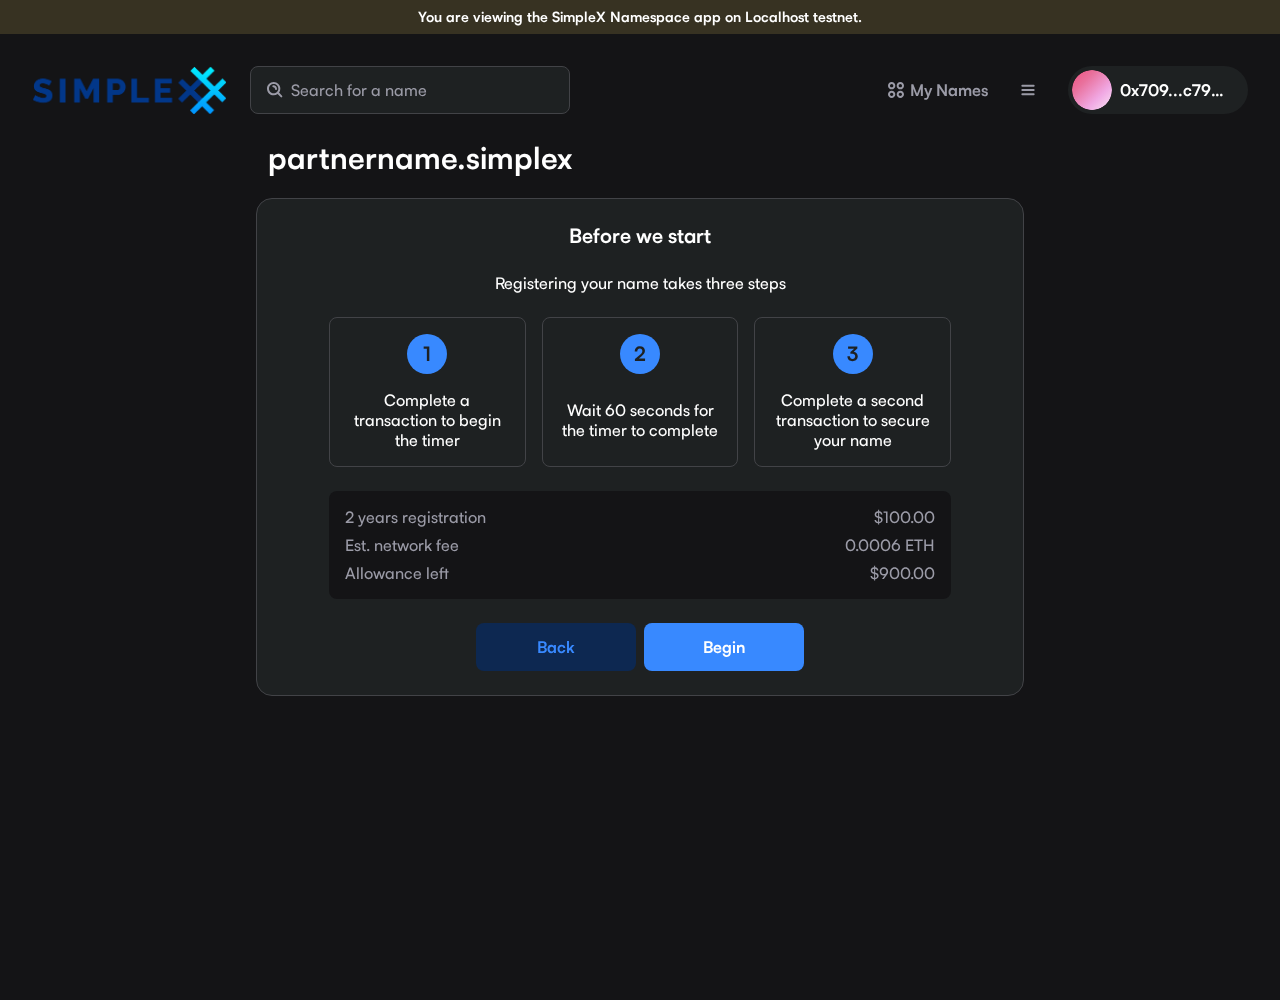 You are viewing the SimpleX Namespace app on Localhost testnet.
SIMPLEX
Search for a name
My Names
0x709...c79...
partnername.simplex
Before we start
Registering your name takes three steps
1
Complete a
transaction to begin
the timer
2
Wait 60 seconds for
the timer to complete
3
Complete a second
transaction to secure
your name
2 years registration $100.00
Est. network fee 0.0006 ETH
Allowance left $900.00
Back
Begin